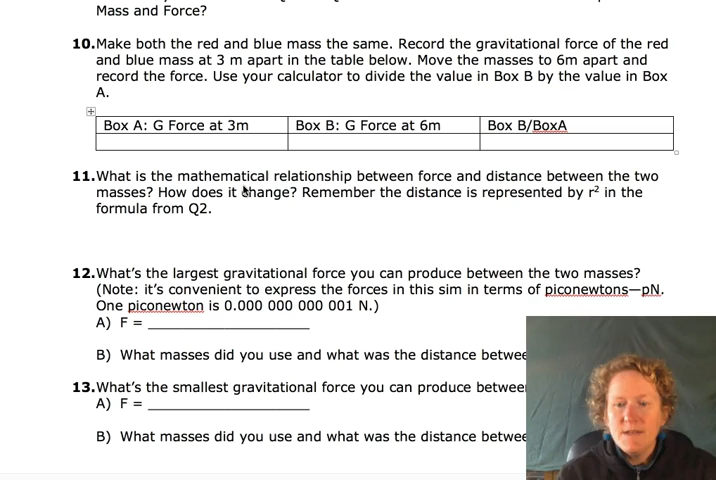 Mass and Force?
10. Make both the red and blue mass the same. Record the gravitational force of the red
and blue mass at 3 m apart in the table below. Move the masses to 6m apart and
record the force. Use your calculator to divide the value in Box B by the value in Box
A.
Box A: G Force at 3m Box B: G Force at 6m Box B/BoxA
11. What is the mathematical relationship between force and distance between the two
masses? How does it change? Remember the distance is represented by r² in the
formula from Q2.
12. What's the largest gravitational force you can produce between the two masses?
(Note: it's convenient to express the forces in this sim in terms of piconewtons—pN.
One piconewton is 0.000 000 000 001 N.)
A) F = ____________________
B) What masses did you use and what was the distance
13. What's the smallest gravitational force you can produce
A) F = ____________________
B) What masses did you use and what was the distance